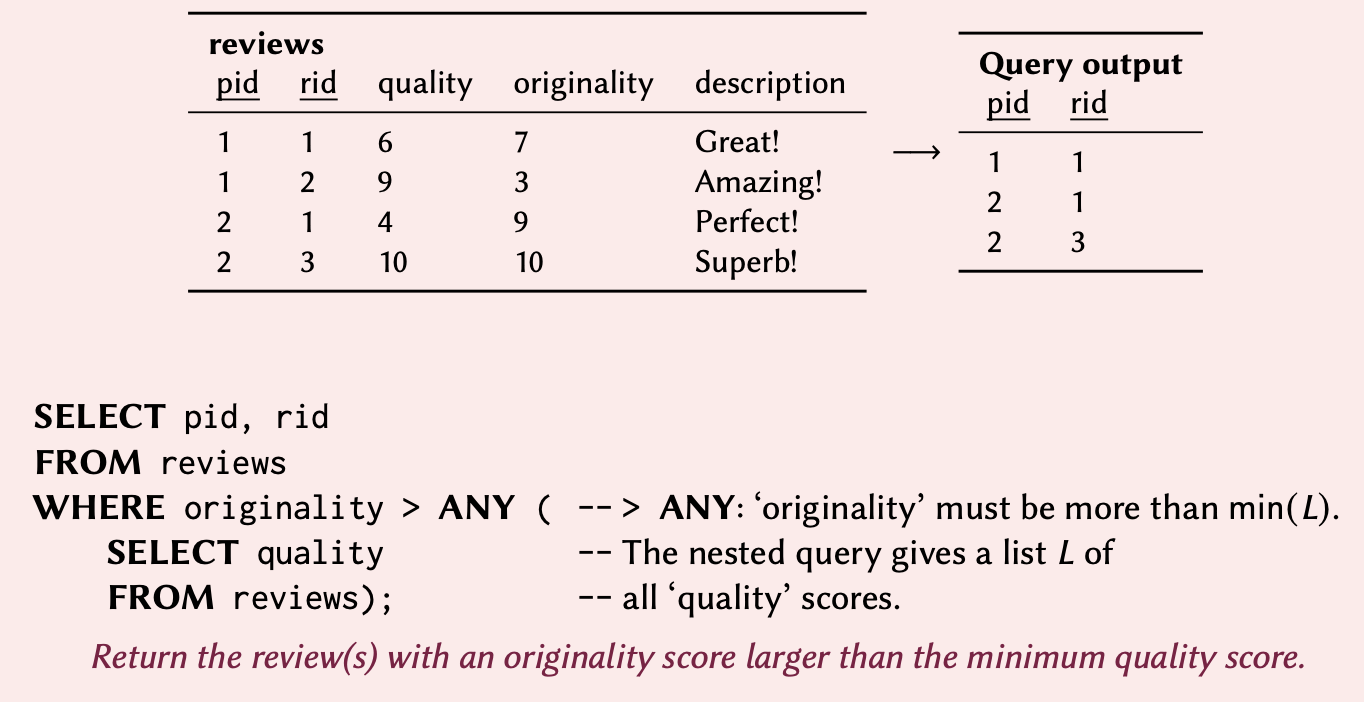 reviews
pid rid quality originality description
1 1 6 7 Great!
1 2 9 3 Amazing!
2 1 4 9 Perfect!
2 3 10 10 Superb!
⟶
Query output
pid rid
1 1
2 1
2 3
SELECT pid, rid
FROM reviews
WHERE originality > ANY ( --> ANY: ‘originality’ must be more than min(L).
SELECT quality -- The nested query gives a list L of
FROM reviews); -- all ‘quality’ scores.
Return the review(s) with an originality score larger than the minimum quality score.